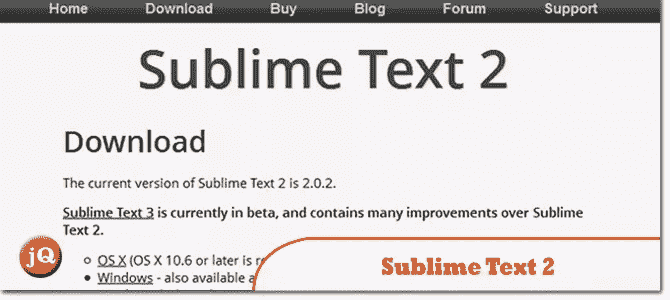 Home Download Buy Blog Forum Support
Sublime Text 2
Download
The current version of Sublime Text 2 is 2.0.2.
Sublime Text 3 is currently in beta, and contains many improvements over Sublime
Text 2.
OS X (OS X 10.6 or later is
Windows - also available
jQ
Sublime Text 2